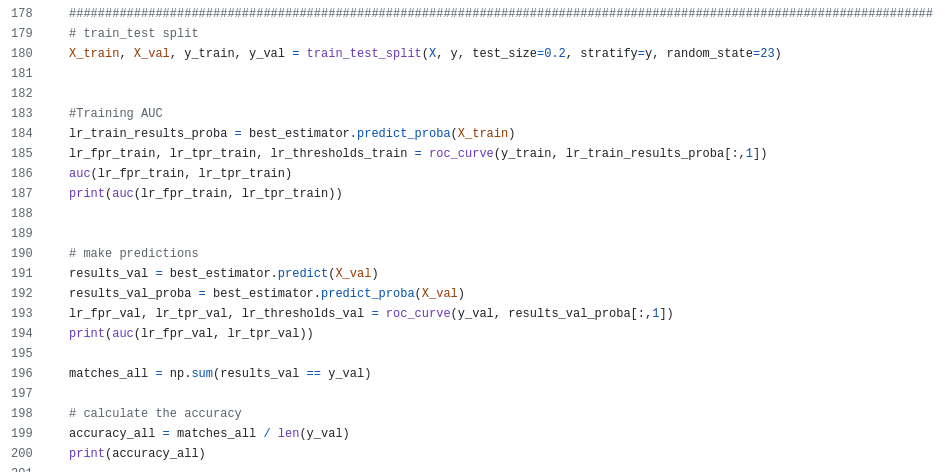 178 ########################################################################################################################
179 # train_test split
180 X_train, X_val, y_train, y_val = train_test_split(X, y, test_size=0.2, stratify=y, random_state=23)
181
182
183 #Training AUC
184 lr_train_results_proba = best_estimator.predict_proba(X_train)
185 lr_fpr_train, lr_tpr_train, lr_thresholds_train = roc_curve(y_train, lr_train_results_proba[:,1])
186 auc(lr_fpr_train, lr_tpr_train)
187 print(auc(lr_fpr_train, lr_tpr_train))
188
189
190 # make predictions
191 results_val = best_estimator.predict(X_val)
192 results_val_proba = best_estimator.predict_proba(X_val)
193 lr_fpr_val, lr_tpr_val, lr_thresholds_val = roc_curve(y_val, results_val_proba[:,1])
194 print(auc(lr_fpr_val, lr_tpr_val))
195
196 matches_all = np.sum(results_val == y_val)
197
198 # calculate the accuracy
199 accuracy_all = matches_all / len(y_val)
200 print(accuracy_all)
201